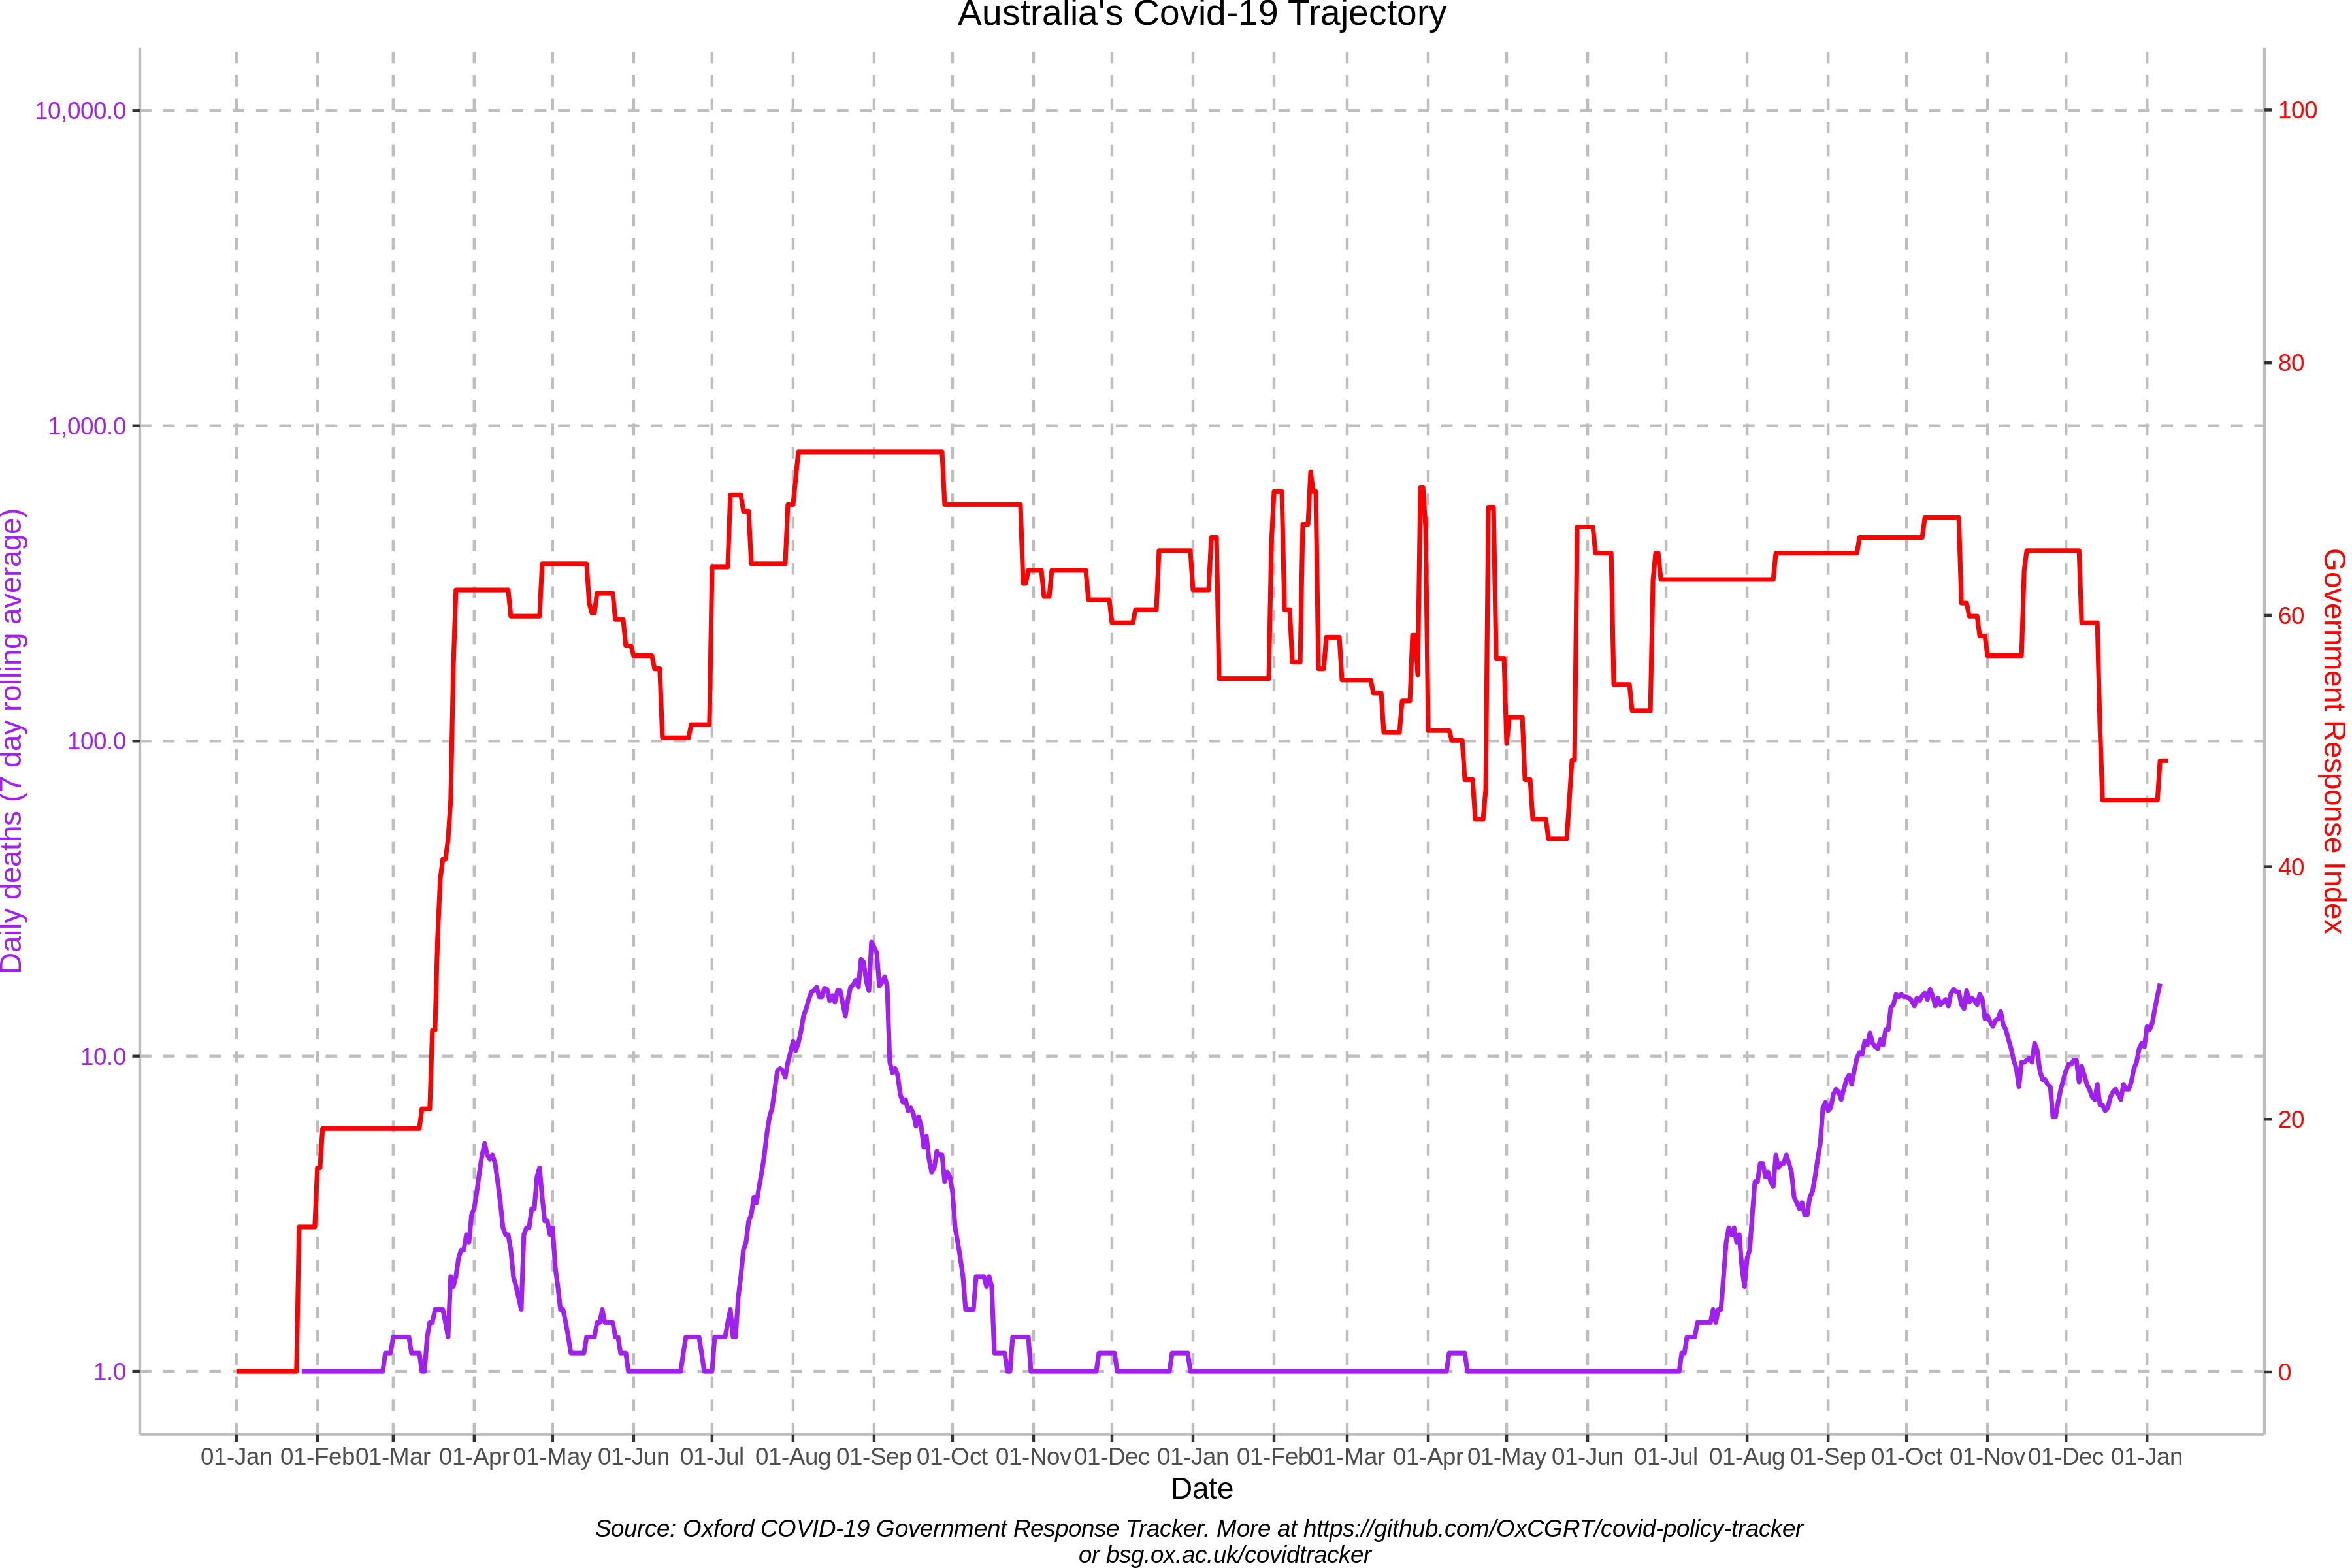 Australia's Covid-19 Trajectory
10,000.0
1,000.0
100.0
10.0
1.0
Daily deaths (7 day rolling average)
100
80
60
40
20
0
Government Response Index
01-Jan 01-Feb 01-Mar 01-Apr 01-May 01-Jun 01-Jul 01-Aug 01-Sep 01-Oct 01-Nov 01-Dec 01-Jan 01-Feb 01-Mar 01-Apr 01-May 01-Jun 01-Jul 01-Aug 01-Sep 01-Oct 01-Nov 01-Dec 01-Jan
Date
Source: Oxford COVID-19 Government Response Tracker. More at https://github.com/OxCGRT/covid-policy-tracker
or bsg.ox.ac.uk/covidtracker